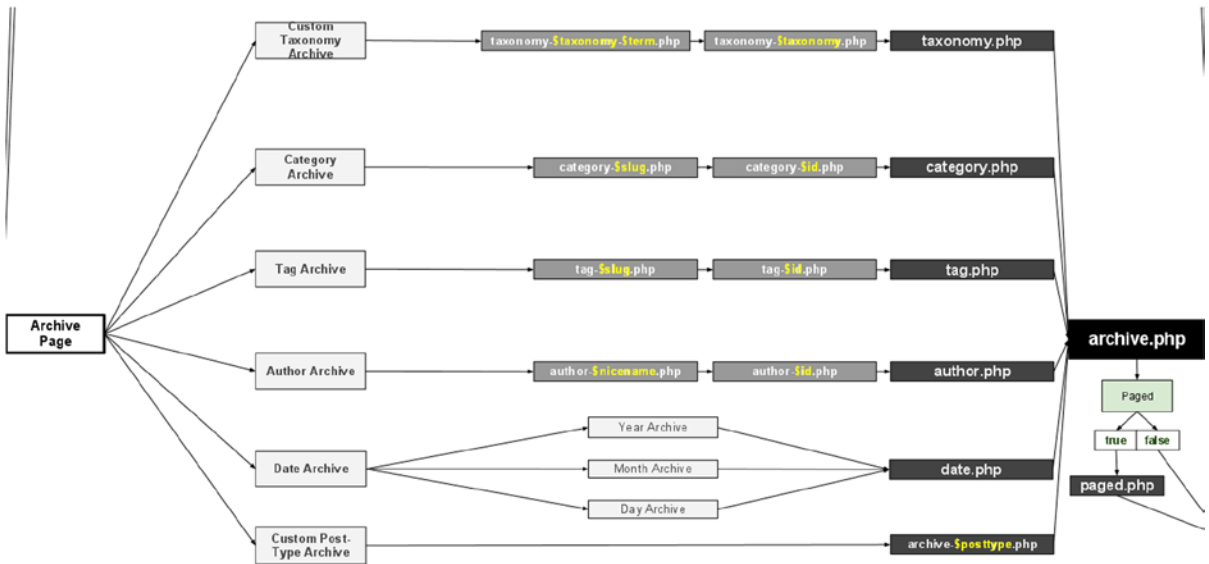 Custom
Taxonomy
Archive
taxonomy-$taxonomy-$term.php
taxonomy-$taxonomy.php
taxonomy.php
Category
Archive
category-$slug.php
category-$id.php
category.php
Tag Archive
tag-$slug.php
tag-$id.php
tag.php
Archive
Page
archive.php
Author Archive
author-$nicename.php
author-$id.php
author.php
Paged
true
false
Year Archive
Date Archive
Month Archive
date.php
paged.php
Day Archive
Custom Post-
Type Archive
archive-$posttype.php